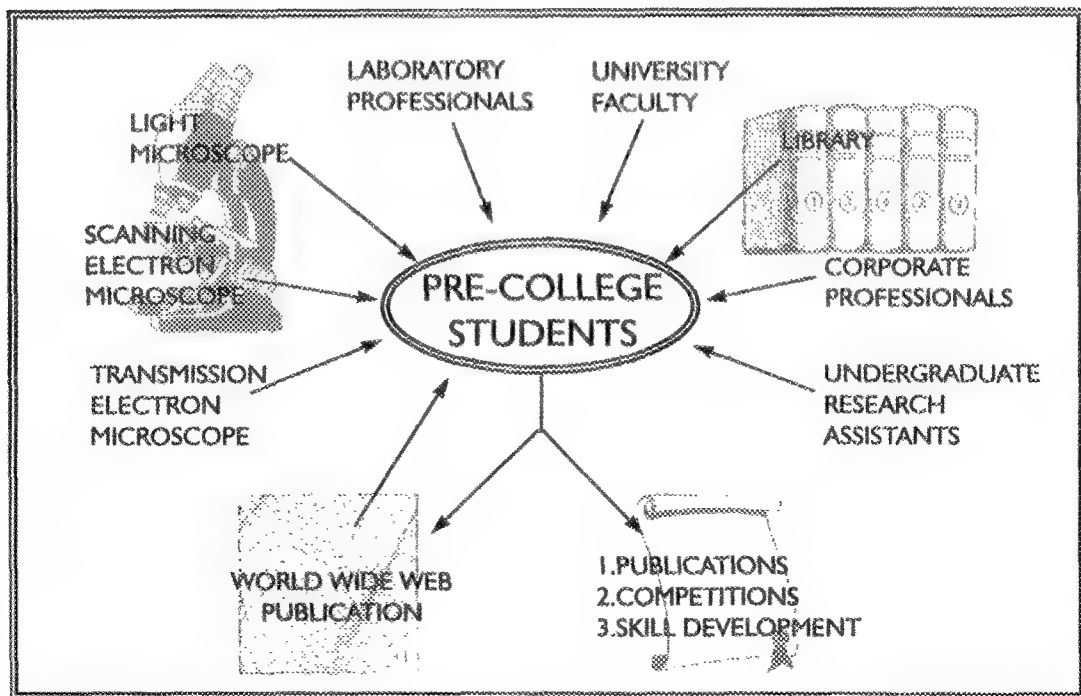 LABORATORY
PROFESSIONALS
UNIVERSITY
FACULTY
LIGHT
MICROSCOPE
LIBRARY
SCANNING
ELECTRON
MICROSCOPE
PRE-COLLEGE
STUDENTS
CORPORATE
PROFESSIONALS
TRANSMISSION
ELECTRON
MICROSCOPE
UNDERGRADUATE
RESEARCH
ASSISTANTS
WORLD WIDE WEB
PUBLICATION
1.PUBLICATIONS
2.COMPETITIONS
3.SKILL DEVELOPMENT